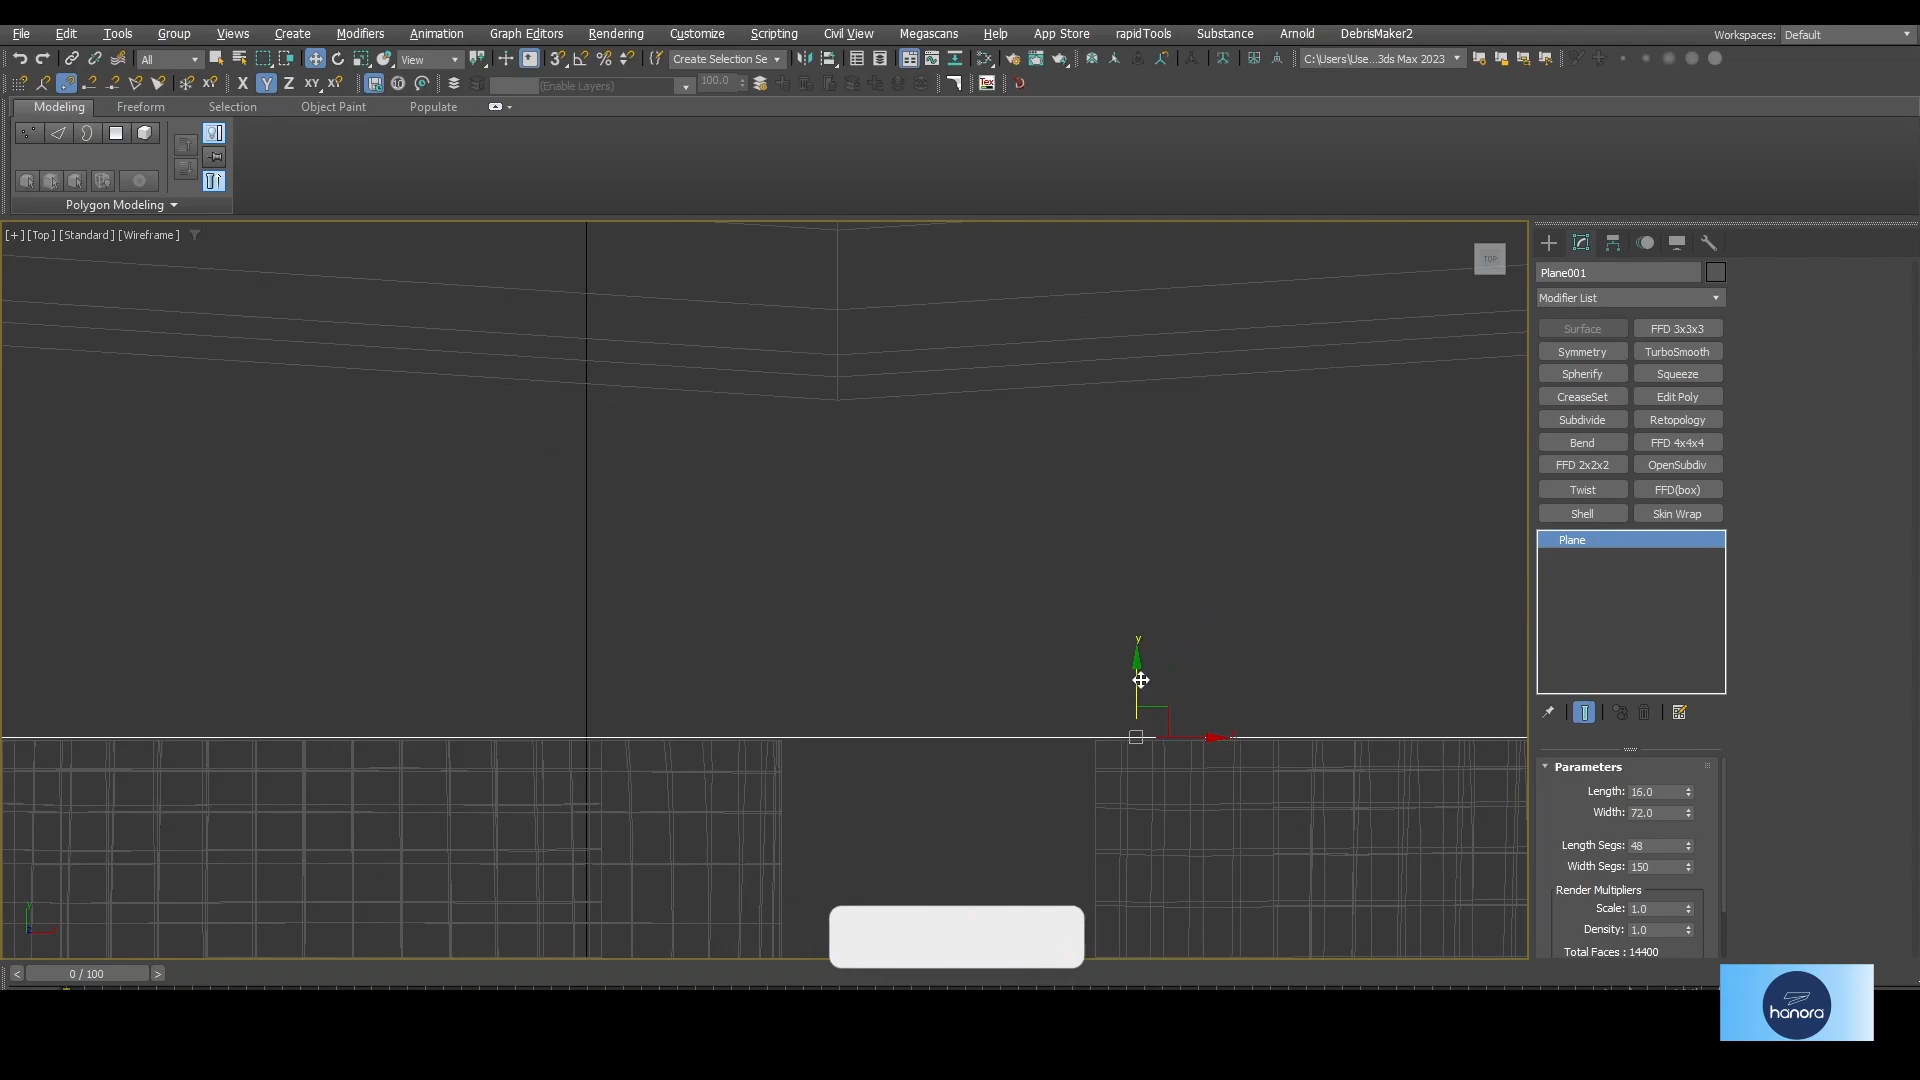 File Edit Tools Group Views Create Modifiers Animation Graph Editors Rendering Customize Scripting Civil View Megascans Help App Store rapidTools Substance Arnold DebrisMaker2 Workspaces: Default
All View Create Selection Se C:\Users\Use...3ds Max 2023
X Y Z XY XY (Enable Layers) 100.0 Tex
Modeling Freeform Selection Object Paint Populate
Polygon Modeling
[+] [Top] [Standard] [Wireframe]
TOP
Plane001
Modifier List
Surface FFD 3x3x3
Symmetry TurboSmooth
Spherify Squeeze
CreaseSet Edit Poly
Subdivide Retopology
Bend FFD 4x4x4
FFD 2x2x2 OpenSubdiv
Twist FFD(box)
Shell Skin Wrap
Plane
y
Parameters
Length: 16.0
Width: 72.0
Length Segs: 48
Width Segs: 150
Render Multipliers
Scale: 1.0
Density: 1.0
Total Faces : 14400
< 0 / 100 >
hanora